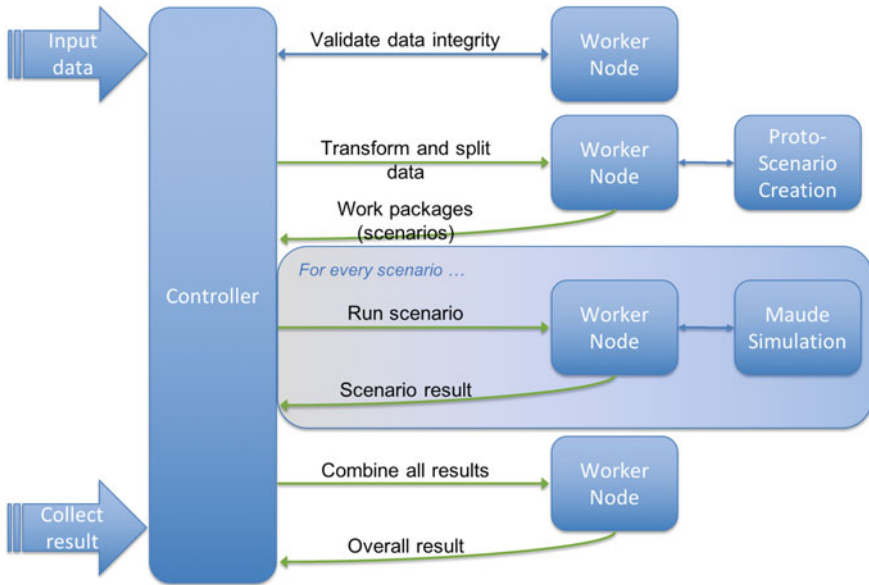 Input
data
Validate data integrity
Worker
Node
Transform and split
data
Worker
Node
Proto-
Scenario
Creation
Work packages
(scenarios)
Controller
For every scenario ...
Run scenario
Worker
Node
Maude
Simulation
Scenario result
Combine all results
Worker
Node
Collect
result
Overall result